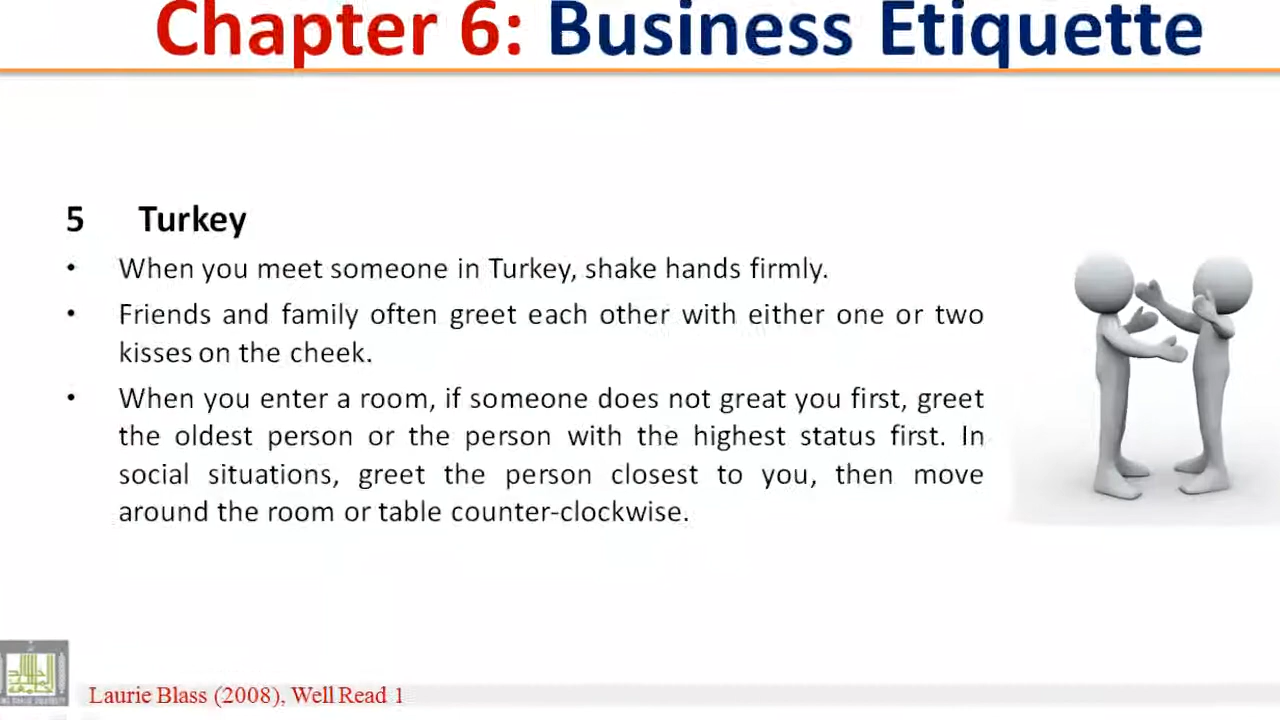 Chapter 6: Business Etiquette
5 Turkey
• When you meet someone in Turkey, shake hands firmly.
• Friends and family often greet each other with either one or two
kisses on the cheek.
• When you enter a room, if someone does not great you first, greet
the oldest person or the person with the highest status first. In
social situations, greet the person closest to you, then move
around the room or table counter-clockwise.
Laurie Blass (2008), Well Read 1